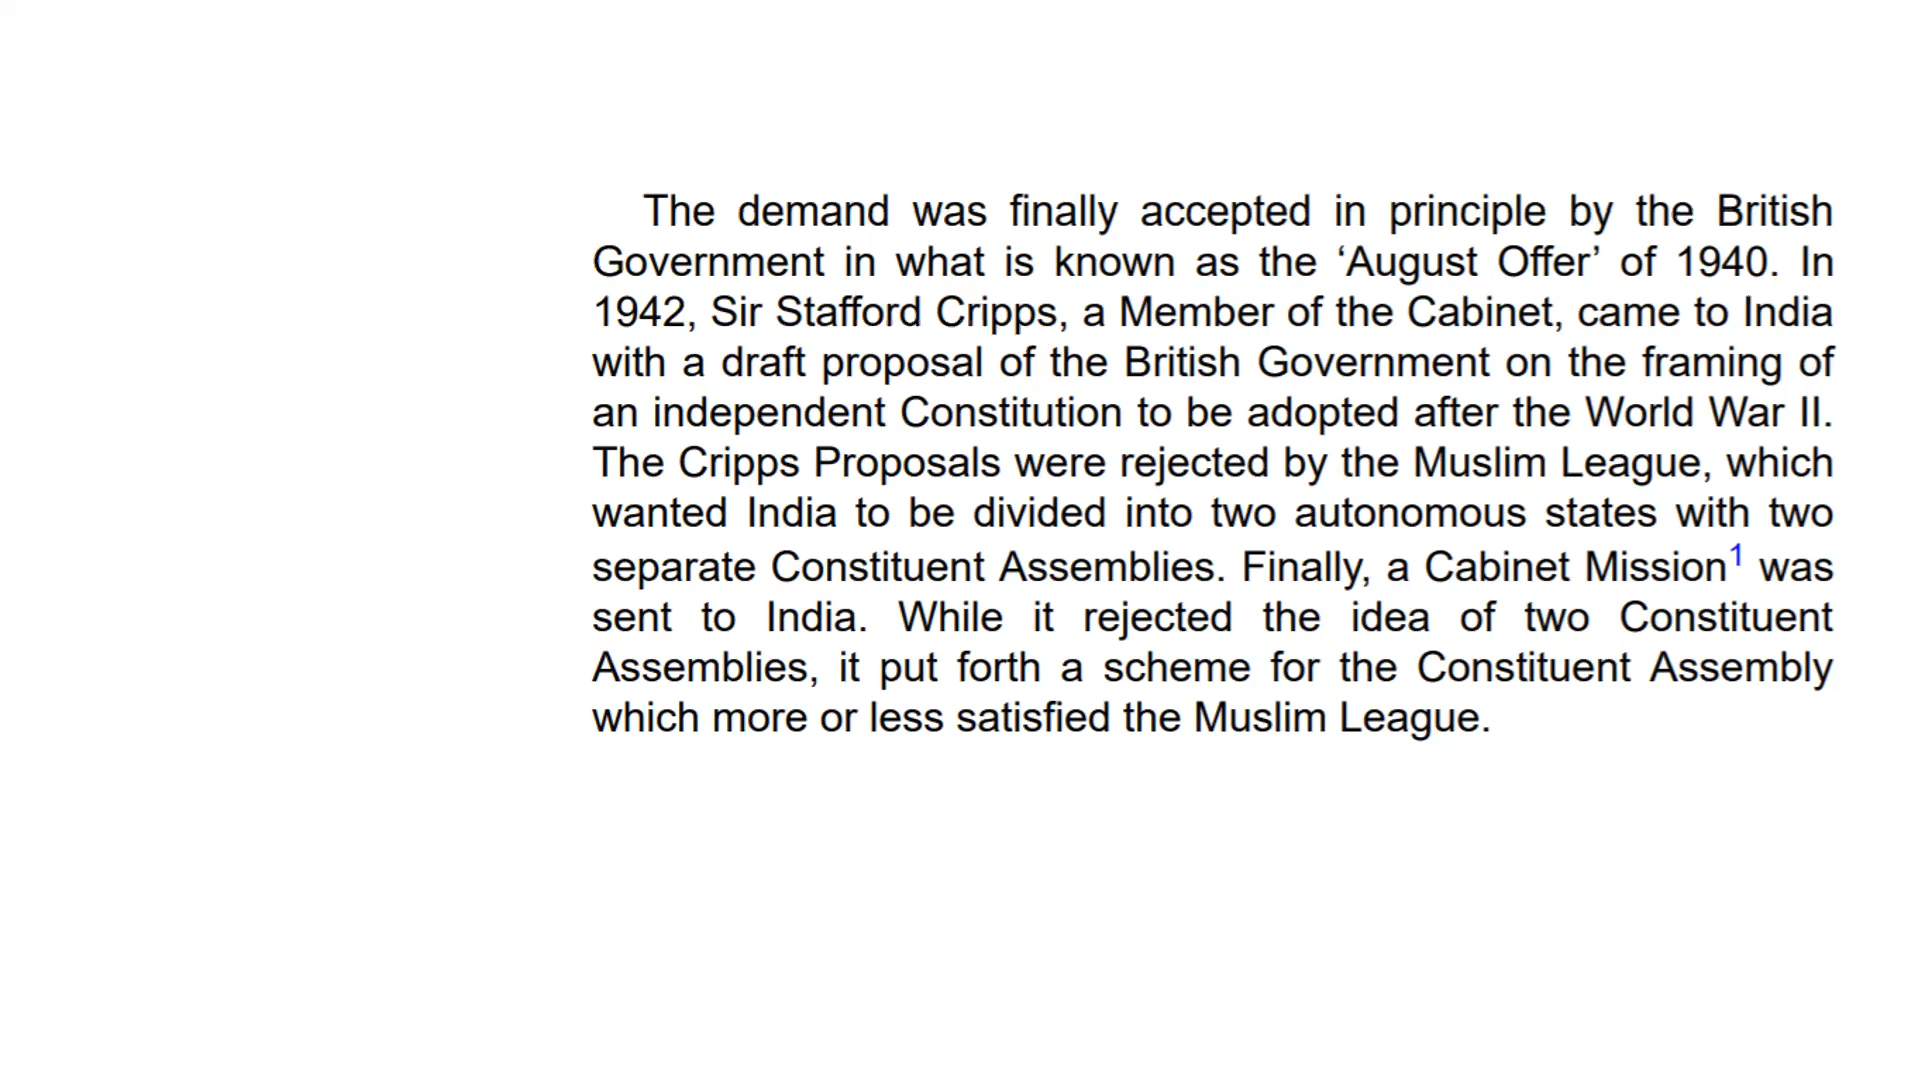 The demand was finally accepted in principle by the British
Government in what is known as the ‘August Offer’ of 1940. In
1942, Sir Stafford Cripps, a Member of the Cabinet, came to India
with a draft proposal of the British Government on the framing of
an independent Constitution to be adopted after the World War II.
The Cripps Proposals were rejected by the Muslim League, which
wanted India to be divided into two autonomous states with two
separate Constituent Assemblies. Finally, a Cabinet Mission1 was
sent to India. While it rejected the idea of two Constituent
Assemblies, it put forth a scheme for the Constituent Assembly
which more or less satisfied the Muslim League.